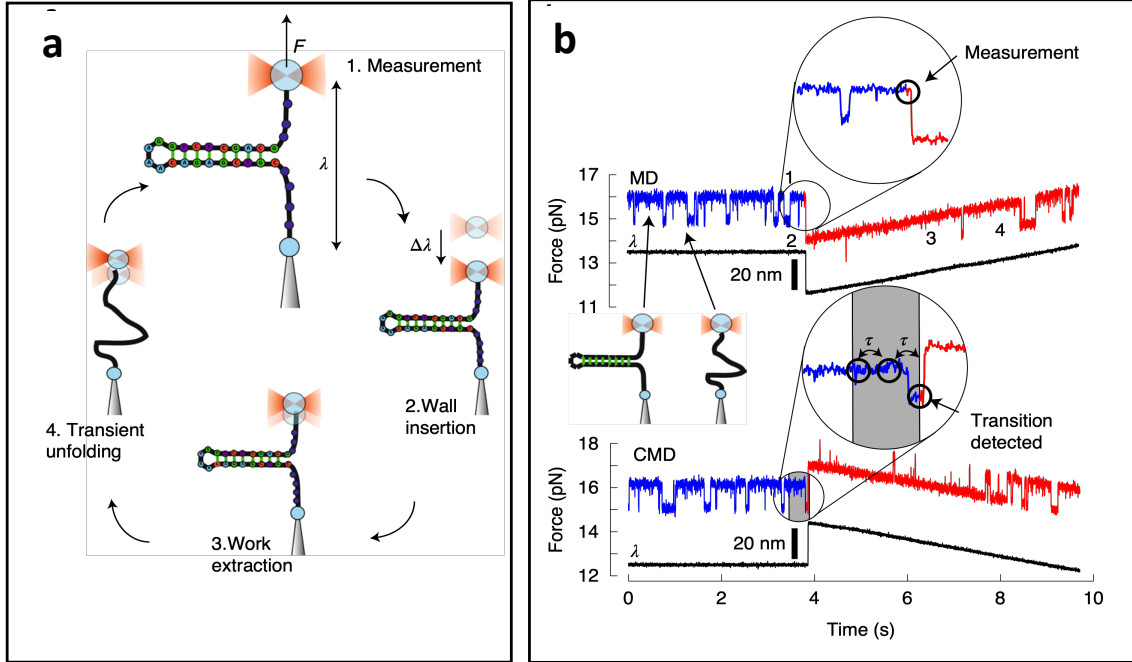 a
F
1. Measurement
λ
Δλ
2.Wall
insertion
3.Work
extraction
4. Transient
unfolding
b
Measurement
MD
1
2
3
4
λ
20 nm
Force (pN)
17
15
13
11
τ
τ
Transition
detected
CMD
λ
20 nm
Force (pN)
18
16
14
12
0
2
4
6
8
10
Time (s)